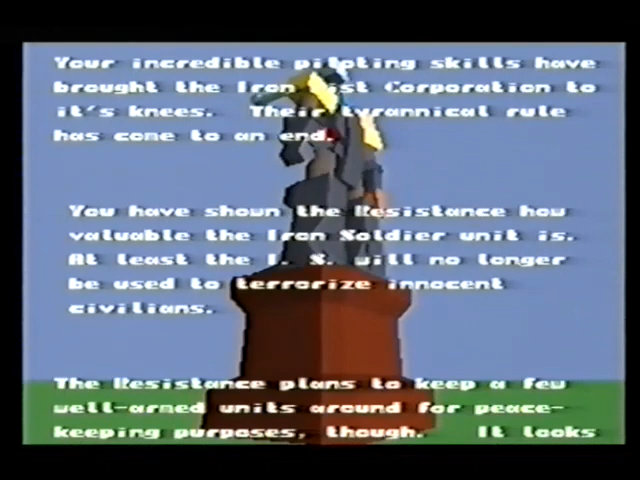 Your incredible piloting skills have
brought the Iron Fist Corporation to
it's knees. Their tyrannical rule
has come to an end.
You have shown the Resistance how
valuable the Iron Soldier unit is.
At least the I. S. will no longer
be used to terrorize innocent
civilians.
The Resistance plans to keep a few
well-armed units around for peace-
keeping purposes, though. It looks